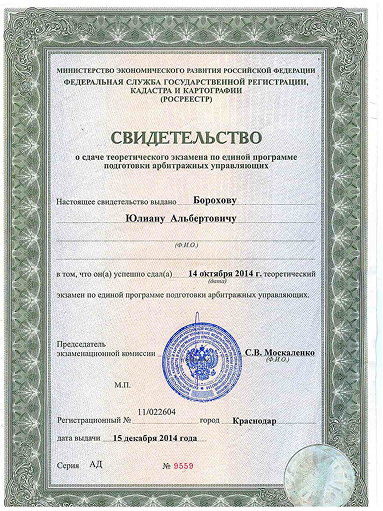 МИНИСТЕРСТВО ЭКОНОМИЧЕСКОГО РАЗВИТИЯ РОССИЙСКОЙ ФЕДЕРАЦИИ
ФЕДЕРАЛЬНАЯ СЛУЖБА ГОСУДАРСТВЕННОЙ РЕГИСТРАЦИИ,
КАДАСТРА И КАРТОГРАФИИ
(РОСРЕЕСТР)
СВИДЕТЕЛЬСТВО
о сдаче теоретического экзамена по единой программе
подготовки арбитражных управляющих
Настоящее свидетельство выдано Борохову
Юлиану Альбертовичу
(Ф.И.О.)
в том, что он(а) успешно сдал(а) 14 октября 2014 г. теоретический
(дата)
экзамен по единой программе подготовки арбитражных управляющих.
Председатель
экзаменационной комиссии С.В. Москаленко
(Ф.И.О.)
М.П.
Регистрационный № 11/022604 город Краснодар
дата выдачи 15 декабря 2014 года
Серия АД № 9559